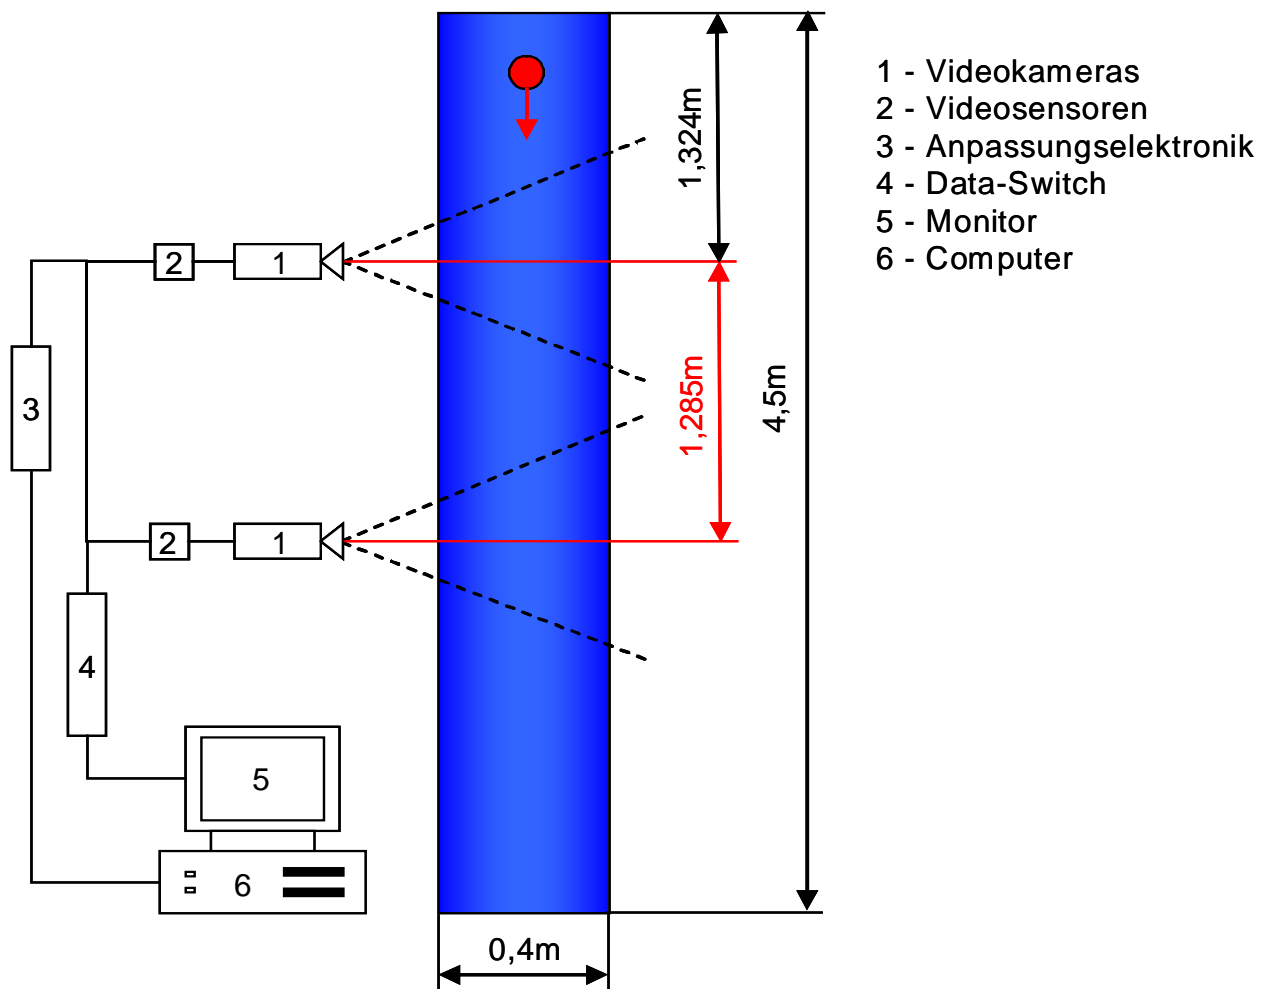 1 - Videokameras
2 - Videosensoren
3 - Anpassungselektronik
4 - Data-Switch
5 - Monitor
6 - Computer
1,324m
2
1
3
1,285m
4,5m
2
1
4
5
6
0,4m